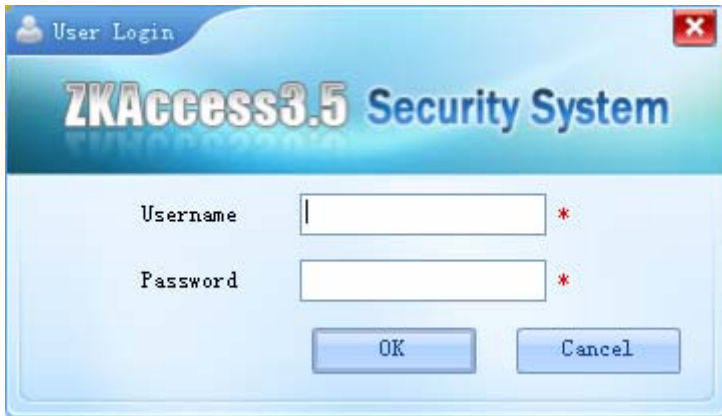 User Login
ZKAccess3.5 Security System
Username *
Password *
OK Cancel